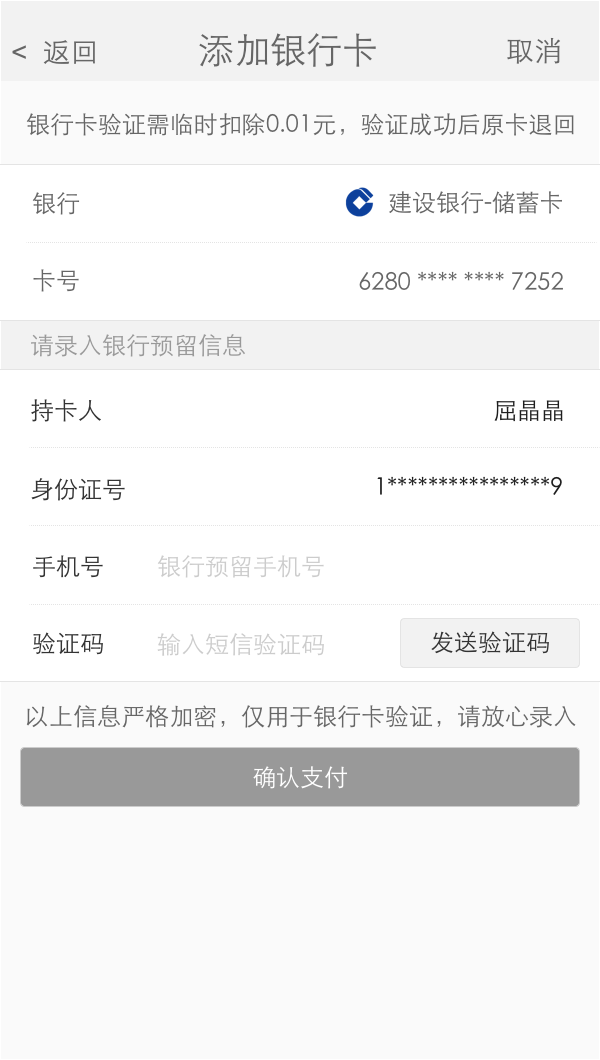 < 返回 添加银行卡 取消
银行卡验证需临时扣除0.01元，验证成功后原卡退回
银行 建设银行-储蓄卡
卡号 6280 **** **** 7252
请录入银行预留信息
持卡人 屈晶晶
身份证号 1****************9
手机号 银行预留手机号
验证码 输入短信验证码 发送验证码
以上信息严格加密，仅用于银行卡验证，请放心录入
确认支付